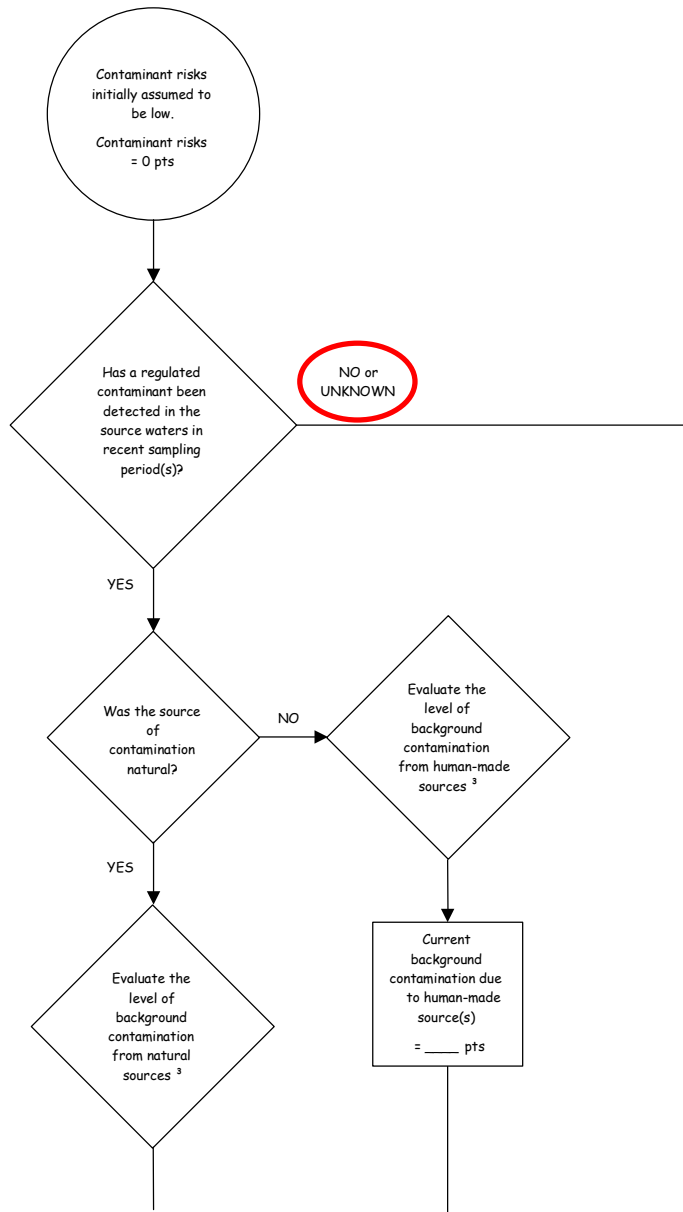 Contaminant risks
initially assumed to
be low.
Contaminant risks
= 0 pts
Has a regulated
contaminant been
detected in the
source waters in
recent sampling
period(s)?
NO or
UNKNOWN
YES
Was the source
of
contamination
natural?
NO
Evaluate the
level of
background
contamination
from human-made
sources ³
YES
Evaluate the
level of
background
contamination
from natural
sources ³
Current
background
contamination due
to human-made
source(s)
= ____ pts